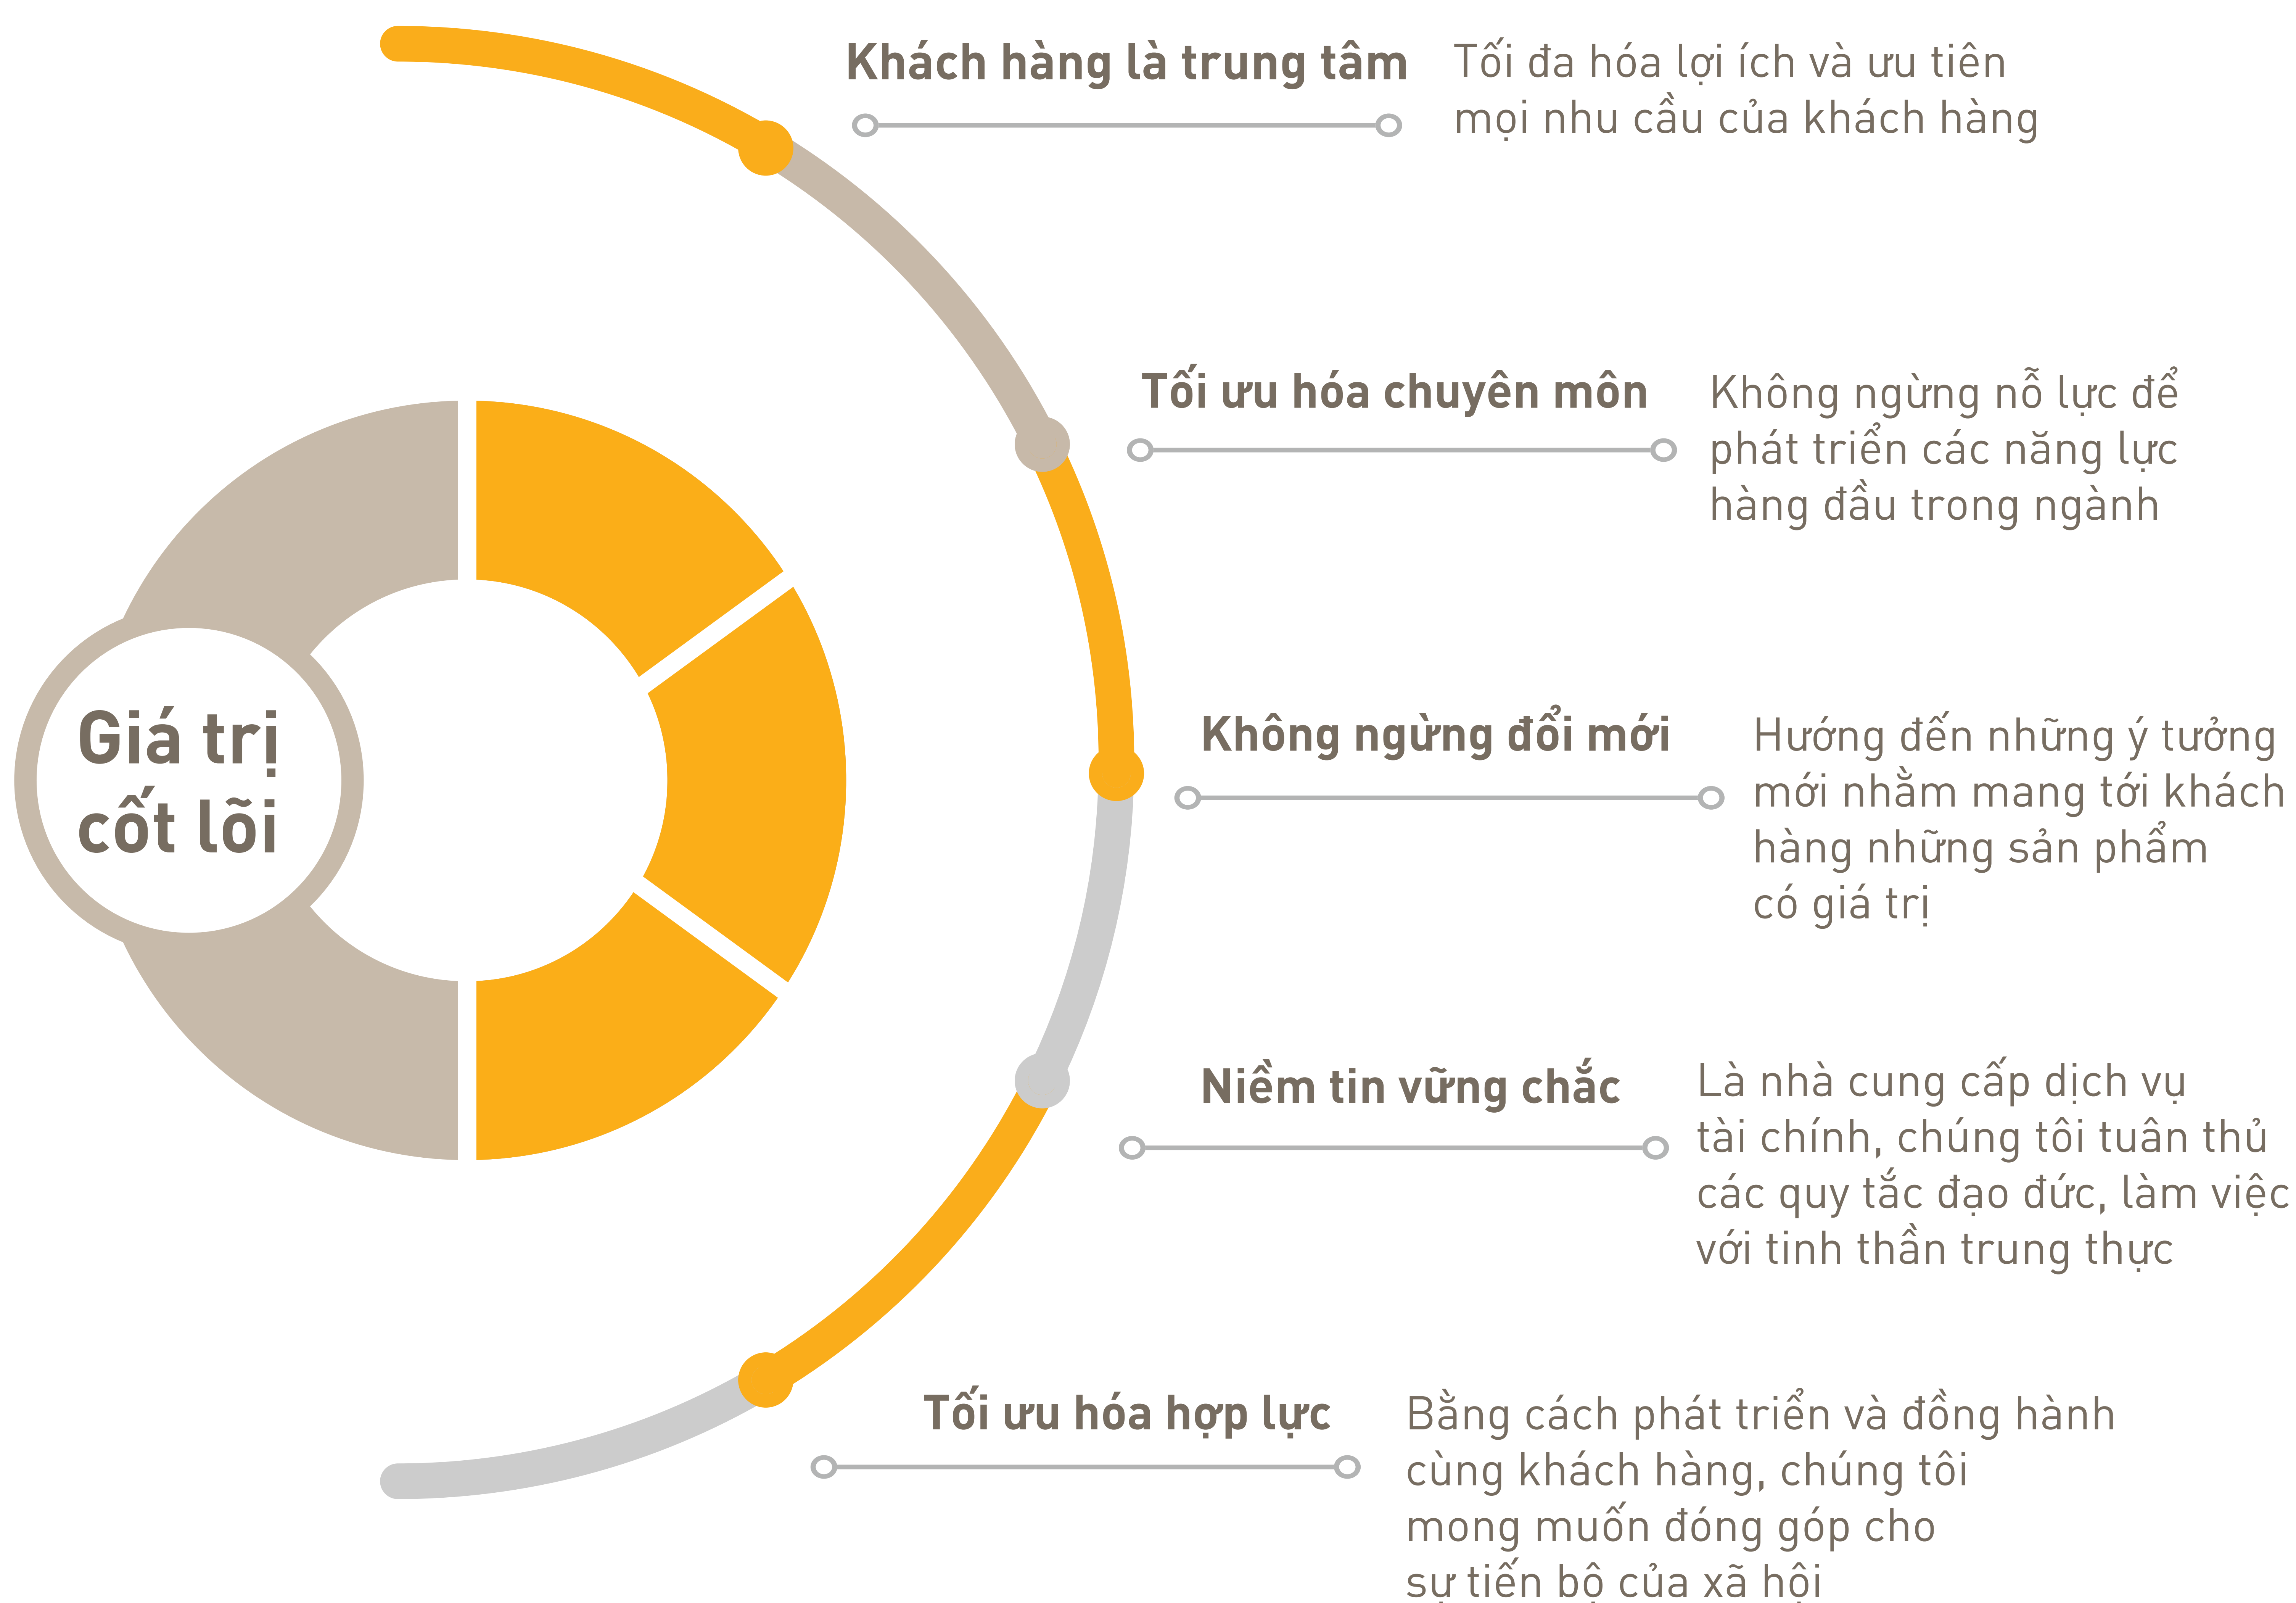 Giá trị
cốt lõi
Khách hàng là trung tâm
Tối đa hóa lợi ích và ưu tiên
mọi nhu cầu của khách hàng
Tối ưu hóa chuyên môn
Không ngừng nỗ lực để
phát triển các năng lực
hàng đầu trong ngành
Không ngừng đổi mới
Hướng đến những ý tưởng
mới nhằm mang tới khách
hàng những sản phẩm
có giá trị
Niềm tin vững chắc
Là nhà cung cấp dịch vụ
tài chính, chúng tôi tuân thủ
các quy tắc đạo đức, làm việc
với tinh thần trung thực
Tối ưu hóa hợp lực
Bằng cách phát triển và đồng hành
cùng khách hàng, chúng tôi
mong muốn đóng góp cho
sự tiến bộ của xã hội